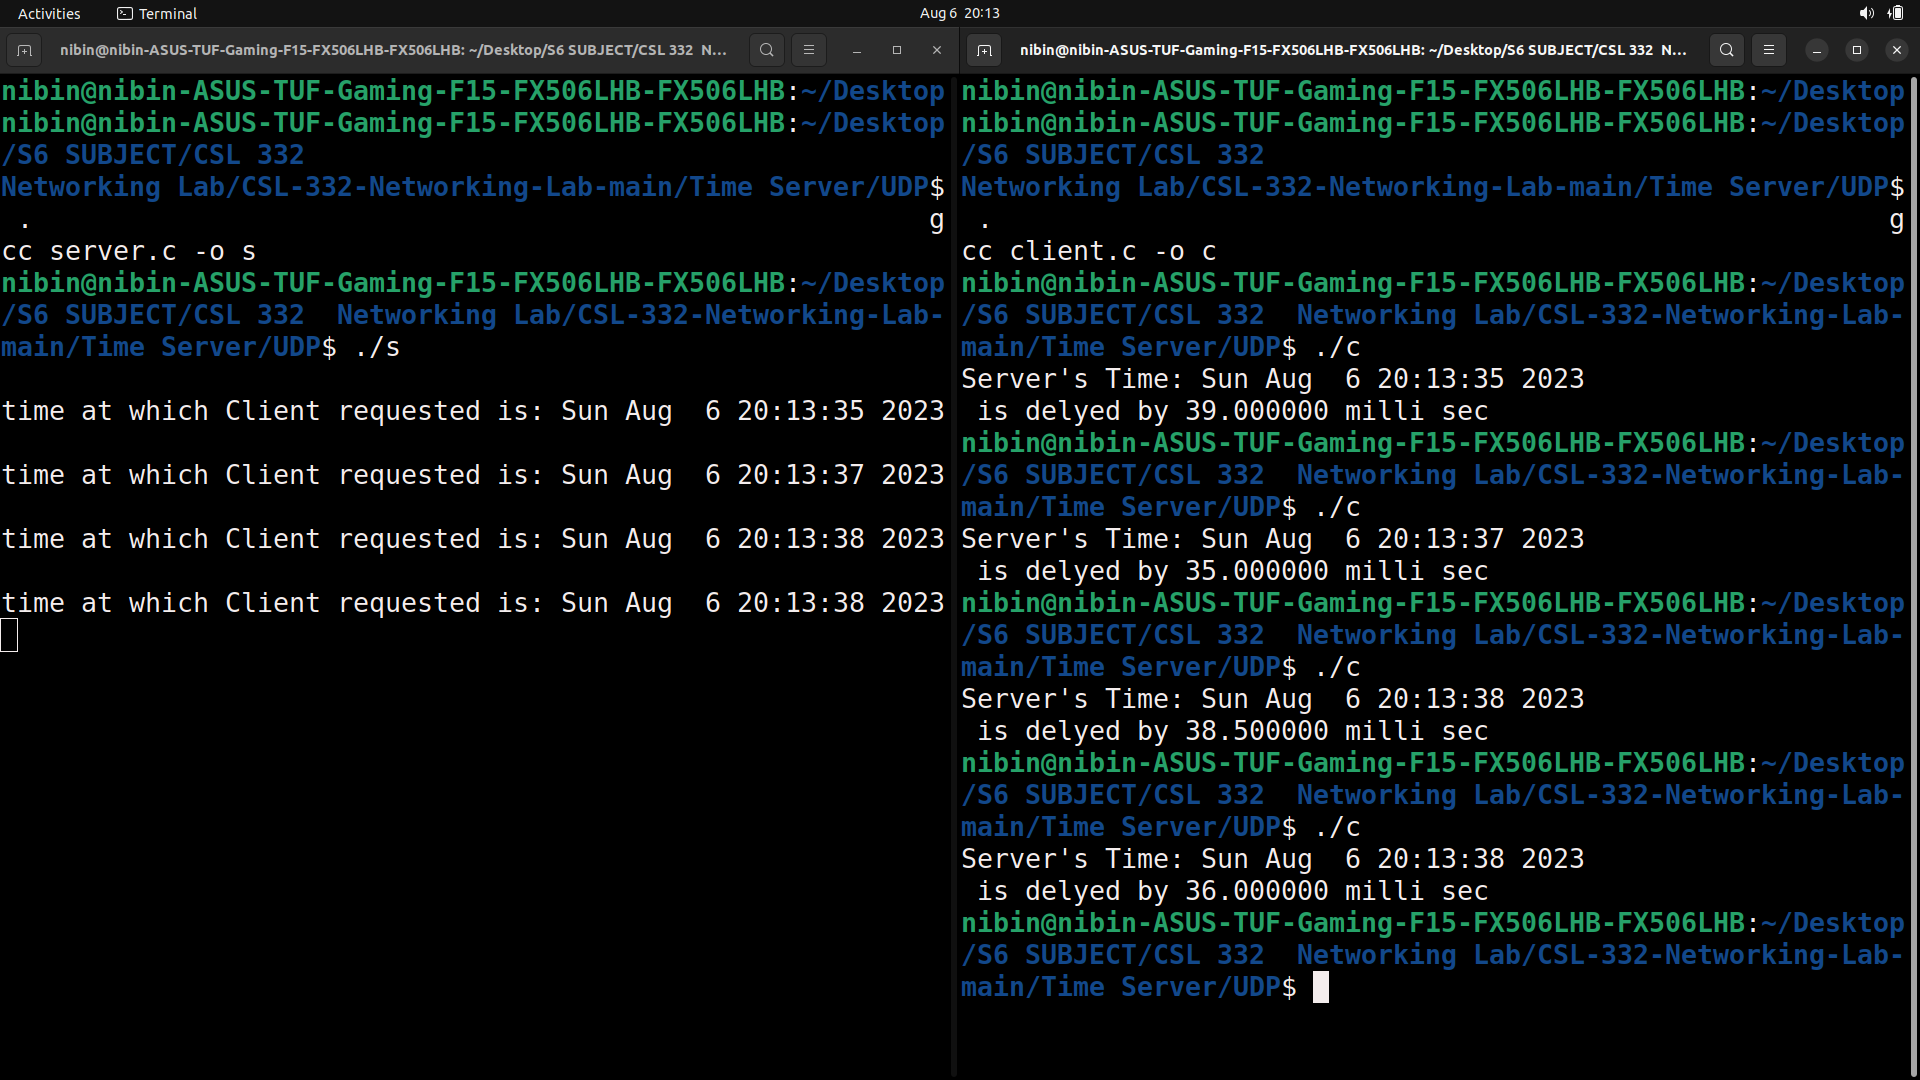 Activities Terminal Aug 6 20:13
nibin@nibin-ASUS-TUF-Gaming-F15-FX506LHB-FX506LHB: ~/Desktop/S6 SUBJECT/CSL 332 N...
nibin@nibin-ASUS-TUF-Gaming-F15-FX506LHB-FX506LHB:~/Desktop
nibin@nibin-ASUS-TUF-Gaming-F15-FX506LHB-FX506LHB:~/Desktop
/S6 SUBJECT/CSL 332
Networking Lab/CSL-332-Networking-Lab-main/Time Server/UDP$
. g
cc server.c -o s
nibin@nibin-ASUS-TUF-Gaming-F15-FX506LHB-FX506LHB:~/Desktop
/S6 SUBJECT/CSL 332  Networking Lab/CSL-332-Networking-Lab-
main/Time Server/UDP$ ./s
time at which Client requested is: Sun Aug  6 20:13:35 2023
time at which Client requested is: Sun Aug  6 20:13:37 2023
time at which Client requested is: Sun Aug  6 20:13:38 2023
time at which Client requested is: Sun Aug  6 20:13:38 2023
nibin@nibin-ASUS-TUF-Gaming-F15-FX506LHB-FX506LHB: ~/Desktop/S6 SUBJECT/CSL 332 N...
nibin@nibin-ASUS-TUF-Gaming-F15-FX506LHB-FX506LHB:~/Desktop
nibin@nibin-ASUS-TUF-Gaming-F15-FX506LHB-FX506LHB:~/Desktop
/S6 SUBJECT/CSL 332
Networking Lab/CSL-332-Networking-Lab-main/Time Server/UDP$
. g
cc client.c -o c
nibin@nibin-ASUS-TUF-Gaming-F15-FX506LHB-FX506LHB:~/Desktop
/S6 SUBJECT/CSL 332  Networking Lab/CSL-332-Networking-Lab-
main/Time Server/UDP$ ./c
Server's Time: Sun Aug  6 20:13:35 2023
is delyed by 39.000000 milli sec
nibin@nibin-ASUS-TUF-Gaming-F15-FX506LHB-FX506LHB:~/Desktop
/S6 SUBJECT/CSL 332  Networking Lab/CSL-332-Networking-Lab-
main/Time Server/UDP$ ./c
Server's Time: Sun Aug  6 20:13:37 2023
is delyed by 35.000000 milli sec
nibin@nibin-ASUS-TUF-Gaming-F15-FX506LHB-FX506LHB:~/Desktop
/S6 SUBJECT/CSL 332  Networking Lab/CSL-332-Networking-Lab-
main/Time Server/UDP$ ./c
Server's Time: Sun Aug  6 20:13:38 2023
is delyed by 38.500000 milli sec
nibin@nibin-ASUS-TUF-Gaming-F15-FX506LHB-FX506LHB:~/Desktop
/S6 SUBJECT/CSL 332  Networking Lab/CSL-332-Networking-Lab-
main/Time Server/UDP$ ./c
Server's Time: Sun Aug  6 20:13:38 2023
is delyed by 36.000000 milli sec
nibin@nibin-ASUS-TUF-Gaming-F15-FX506LHB-FX506LHB:~/Desktop
/S6 SUBJECT/CSL 332  Networking Lab/CSL-332-Networking-Lab-
main/Time Server/UDP$